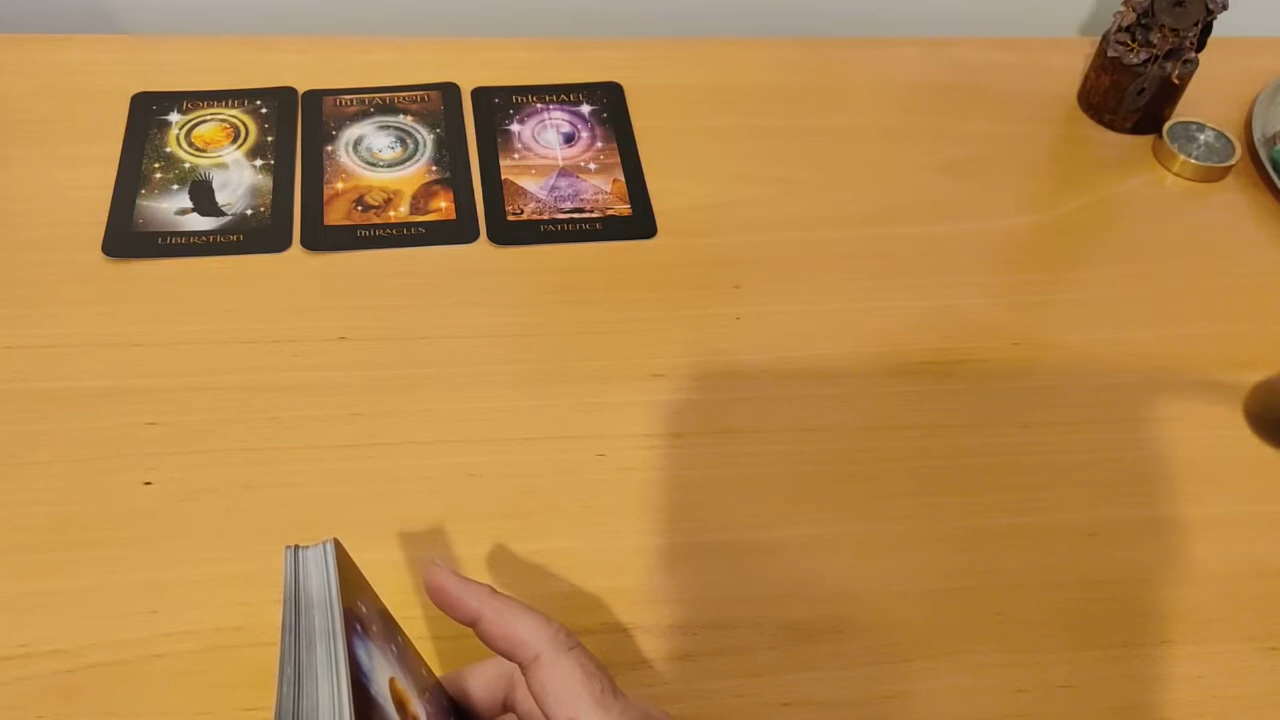 JOPHIEL
LIBERATION
METATRON
MIRACLES
MICHAEL
PATIENCE